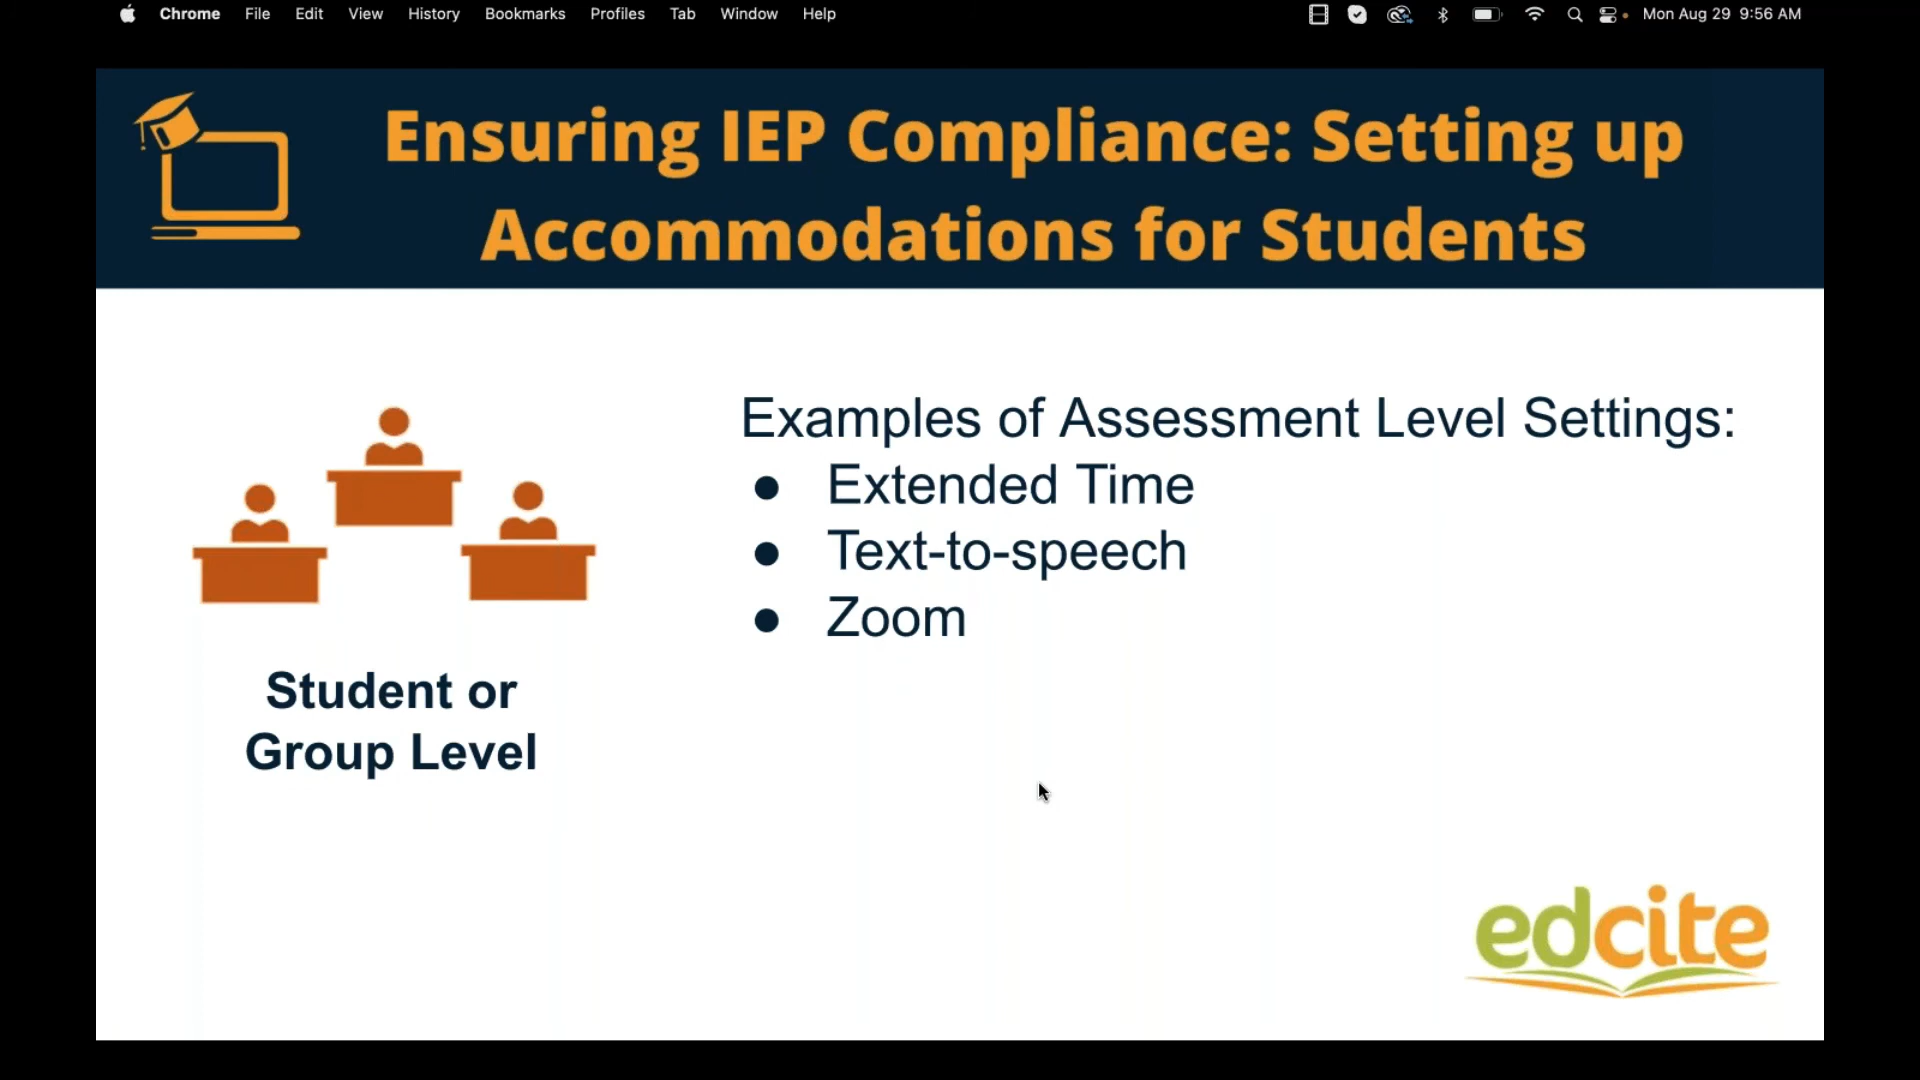 Chrome File Edit View History Bookmarks Profiles Tab Window Help Mon Aug 29 9:56 AM
Ensuring IEP Compliance: Setting up
Accommodations for Students
Student or
Group Level
Examples of Assessment Level Settings:
● Extended Time
● Text-to-speech
● Zoom
edcite